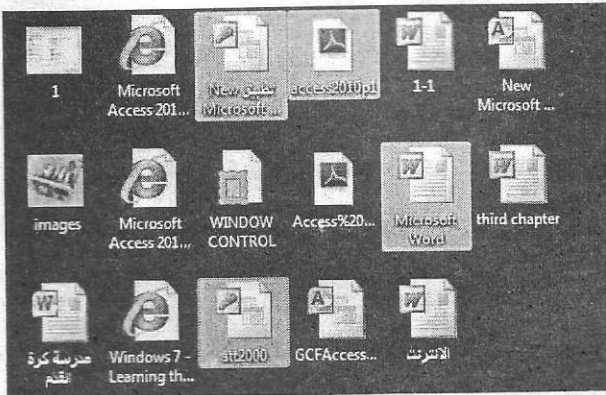 1
Microsoft
Access 201...
New تطبيق
Microsoft ...
access2010p1
1-1
New
Microsoft ...
images
Microsoft
Access 201...
WINDOW
CONTROL
Access%20...
Microsoft
Word
third chapter
مدرسة كرة
القدم
Windows 7 -
Learning th...
att2000
GCFAccess...
الانترنت